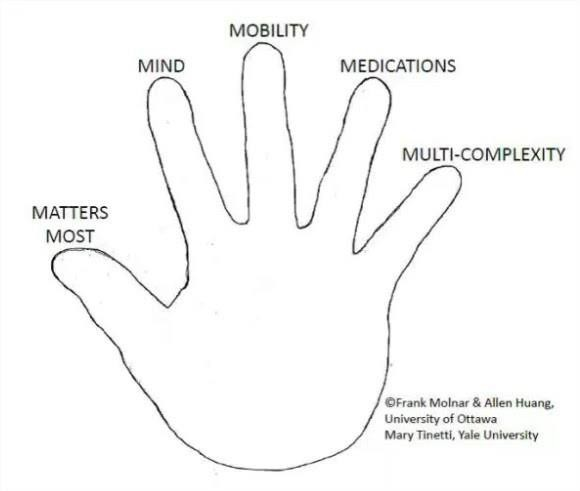 MOBILITY
MIND
MEDICATIONS
MULTI-COMPLEXITY
MATTERS
MOST
©Frank Molnar & Allen Huang,
University of Ottawa
Mary Tinetti, Yale University